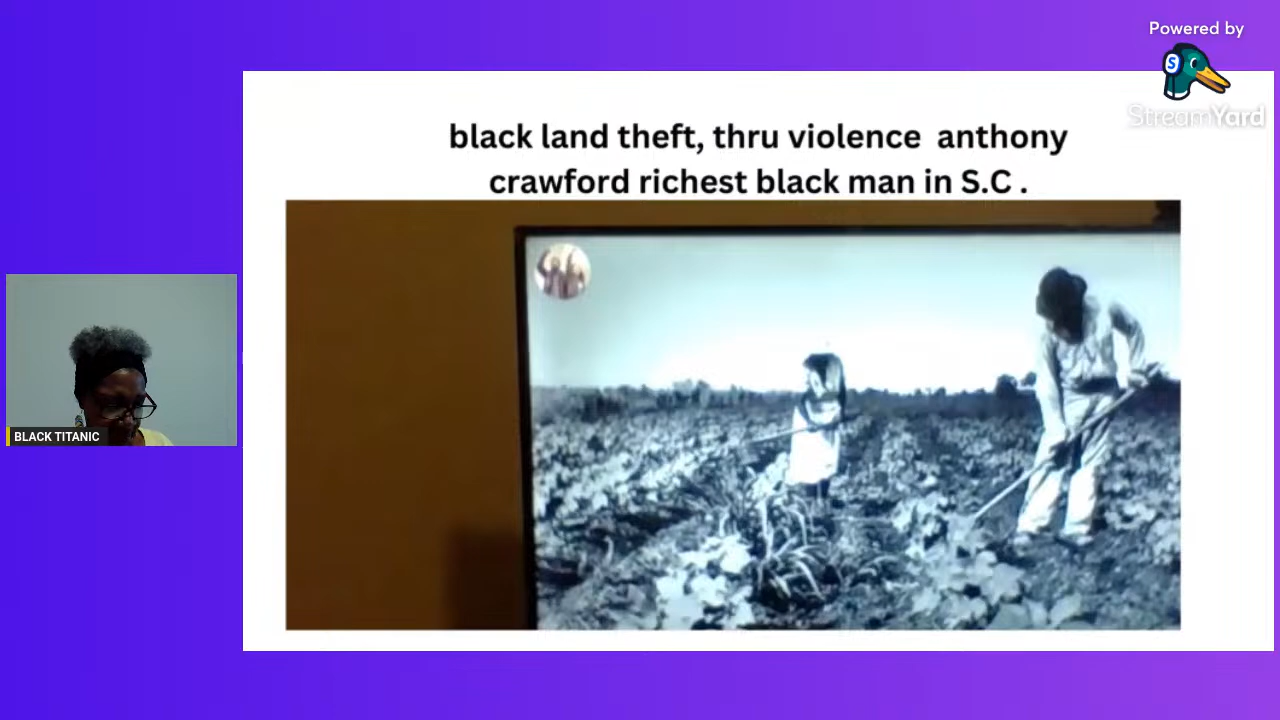 Powered by
S
StreamYard
black land theft, thru violence anthony
crawford richest black man in S.C .
BLACK TITANIC